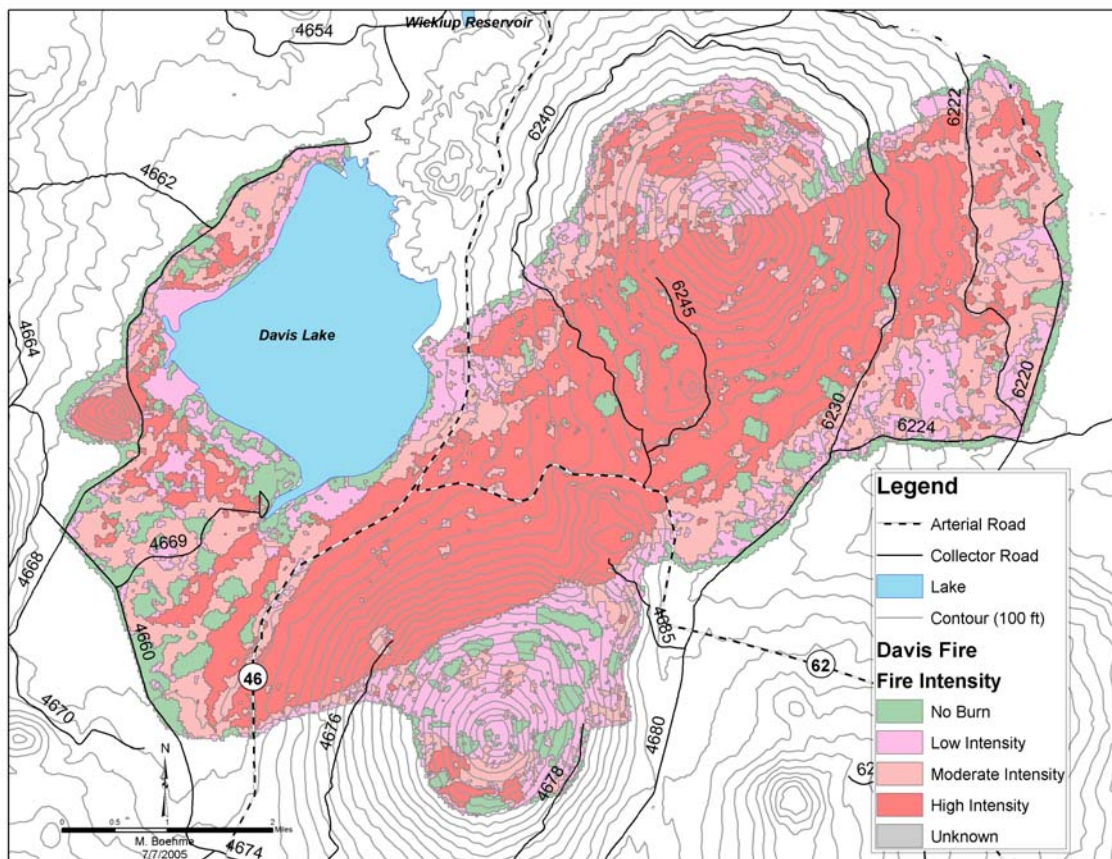 Wickiup Reservoir
4654
6240
6222
4662
6245
4664
Davis Lake
6220
6230
6224
4669
4668
4660
46
4685
62
4670
4676
4680
4678
62
4674
N
0 0.5 1 2
Miles
M. Boehme
7/7/2005
Legend
Arterial Road
Collector Road
Lake
Contour (100 ft)
Davis Fire
Fire Intensity
No Burn
Low Intensity
Moderate Intensity
High Intensity
Unknown